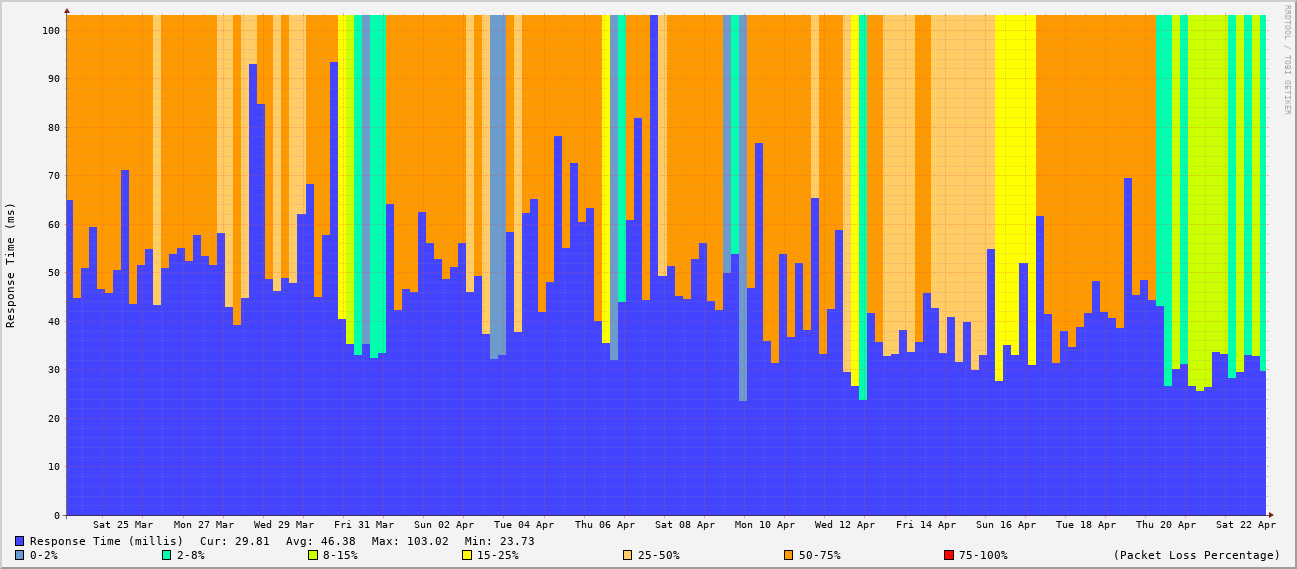 RRDTOOL / TOBI OETIKER
Response Time (ms)
100
90
80
70
60
50
40
30
20
10
0
Sat 25 Mar Mon 27 Mar Wed 29 Mar Fri 31 Mar Sun 02 Apr Tue 04 Apr Thu 06 Apr Sat 08 Apr Mon 10 Apr Wed 12 Apr Fri 14 Apr Sun 16 Apr Tue 18 Apr Thu 20 Apr Sat 22 Apr
Response Time (millis) Cur: 29.81 Avg: 46.38 Max: 103.02 Min: 23.73
0-2% 2-8% 8-15% 15-25% 25-50% 50-75% 75-100% (Packet Loss Percentage)